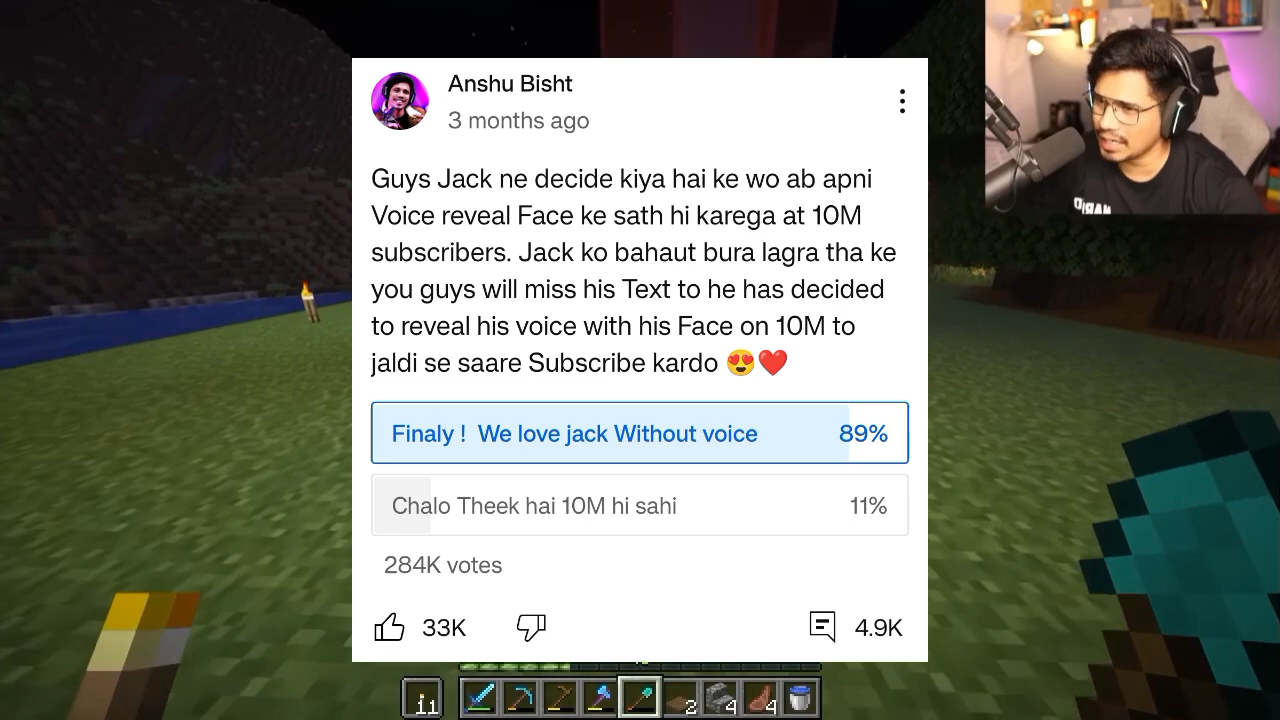 Anshu Bisht
3 months ago
Guys Jack ne decide kiya hai ke wo ab apni
Voice reveal Face ke sath hi karega at 10M
subscribers. Jack ko bahaut bura lagra tha ke
you guys will miss his Text to he has decided
to reveal his voice with his Face on 10M to
jaldi se saare Subscribe kardo 😍❤️
Finaly ! We love jack Without voice 89%
Chalo Theek hai 10M hi sahi 11%
284K votes
33K 4.9K
11 2 4 4